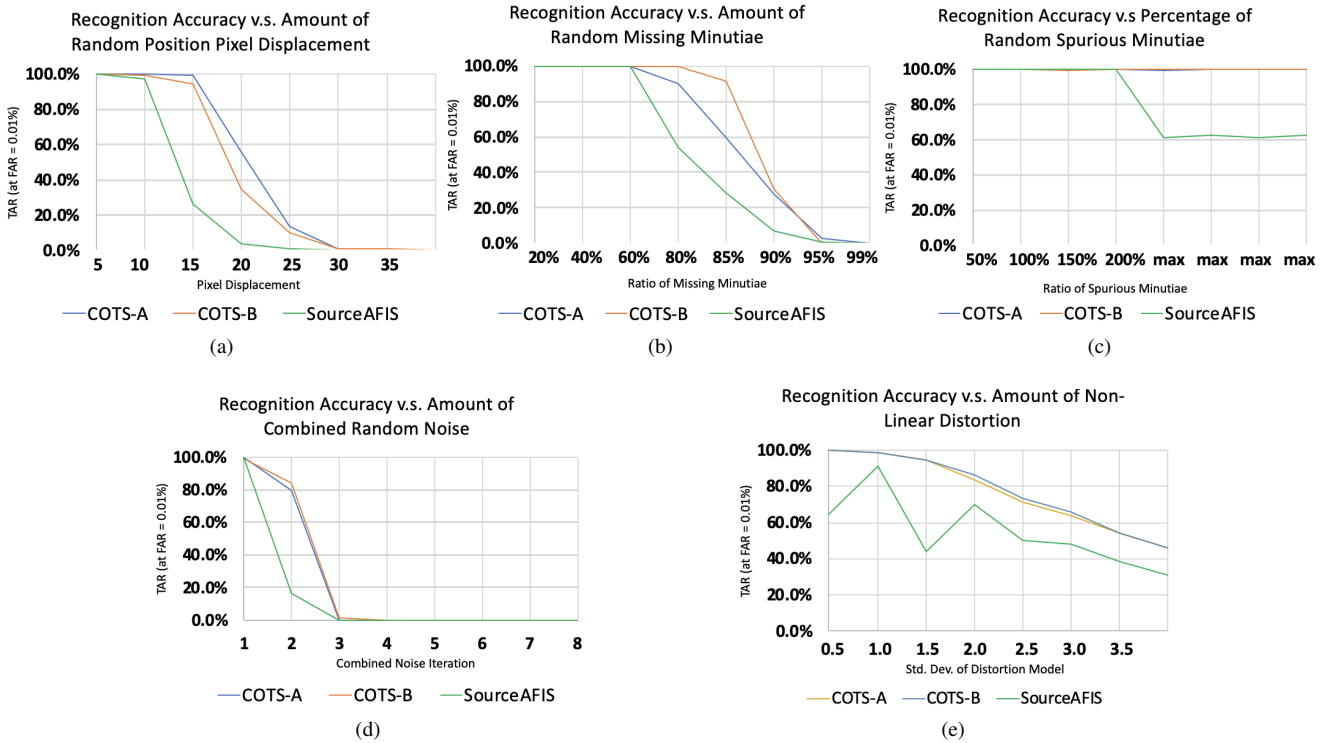 Recognition Accuracy v.s. Amount of
Random Position Pixel Displacement
TAR (at FAR = 0.01%)
100.0%
80.0%
60.0%
40.0%
20.0%
0.0%
5 10 15 20 25 30 35
Pixel Displacement
COTS-A COTS-B SourceAFIS
(a)
Recognition Accuracy v.s. Amount of
Random Missing Minutiae
TAR (at FAR = 0.01%)
100.0%
80.0%
60.0%
40.0%
20.0%
0.0%
20% 40% 60% 80% 85% 90% 95% 99%
Ratio of Missing Minutiae
COTS-A COTS-B SourceAFIS
(b)
Recognition Accuracy v.s Percentage of
Random Spurious Minutiae
TAR (at FAR = 0.01%)
100.0%
80.0%
60.0%
40.0%
20.0%
0.0%
50% 100% 150% 200% max max max max
Ratio of Spurious Minutiae
COTS-A COTS-B SourceAFIS
(c)
Recognition Accuracy v.s. Amount of
Combined Random Noise
TAR (at FAR = 0.01%)
100.0%
80.0%
60.0%
40.0%
20.0%
0.0%
1 2 3 4 5 6 7 8
Combined Noise Iteration
COTS-A COTS-B SourceAFIS
(d)
Recognition Accuracy v.s. Amount of Non-
Linear Distortion
TAR (at FAR = 0.01%)
100.0%
80.0%
60.0%
40.0%
20.0%
0.0%
0.5 1.0 1.5 2.0 2.5 3.0 3.5
Std. Dev. of Distortion Model
COTS-A COTS-B SourceAFIS
(e)